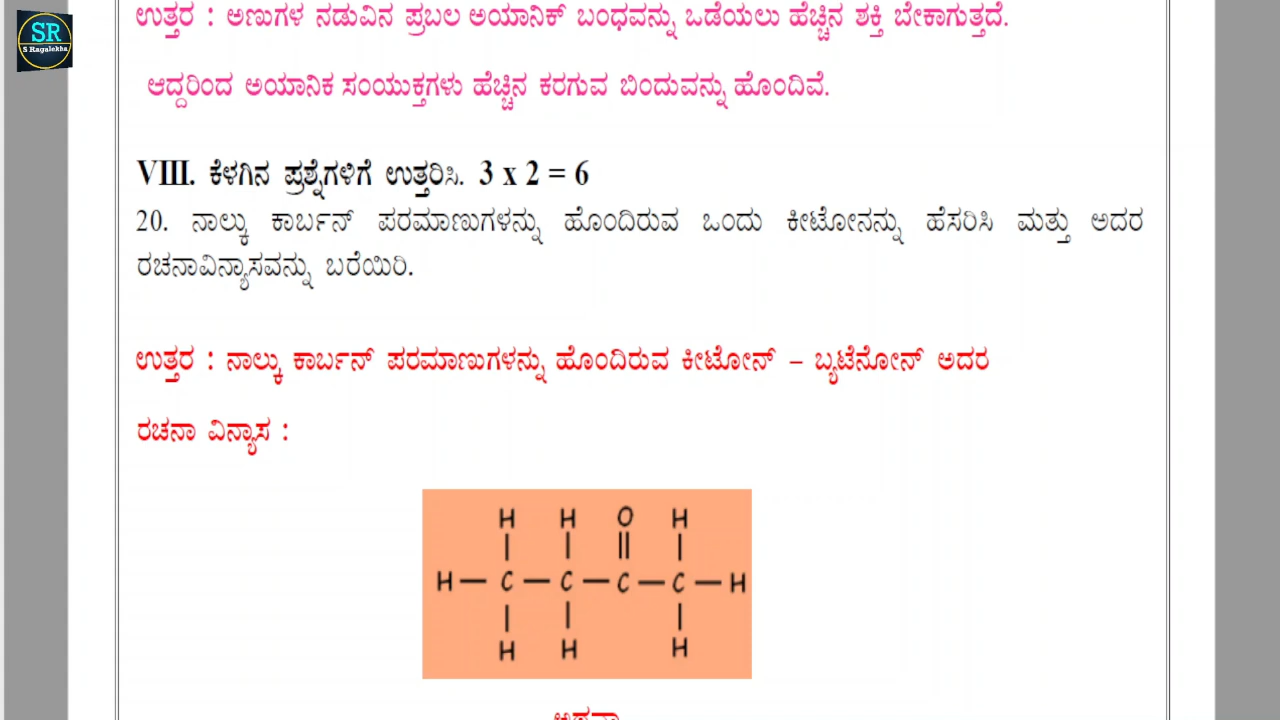 SR
S Ragalekha
ಉತ್ತರ : ಅಣುಗಳ ನಡುವಿನ ಪ್ರಬಲ ಅಯಾನಿಕ್ ಬಂಧವನ್ನು ಒಡೆಯಲು ಹೆಚ್ಚಿನ ಶಕ್ತಿ ಬೇಕಾಗುತ್ತದೆ.
ಆದ್ದರಿಂದ ಅಯಾನಿಕ ಸಂಯುಕ್ತಗಳು ಹೆಚ್ಚಿನ ಕರಗುವ ಬಿಂದುವನ್ನು ಹೊಂದಿವೆ.
VIII. ಕೆಳಗಿನ ಪ್ರಶ್ನೆಗಳಿಗೆ ಉತ್ತರಿಸಿ. 3 x 2 = 6
20. ನಾಲ್ಕು ಕಾರ್ಬನ್ ಪರಮಾಣುಗಳನ್ನು ಹೊಂದಿರುವ ಒಂದು ಕೀಟೋನನ್ನು ಹೆಸರಿಸಿ ಮತ್ತು ಅದರ
ರಚನಾವಿನ್ಯಾಸವನ್ನು ಬರೆಯಿರಿ.
ಉತ್ತರ : ನಾಲ್ಕು ಕಾರ್ಬನ್ ಪರಮಾಣುಗಳನ್ನು ಹೊಂದಿರುವ ಕೀಟೋನ್ – ಬ್ಯಟೆನೋನ್ ಅದರ
ರಚನಾ ವಿನ್ಯಾಸ :
H H O H
H — C — C — C — C — H
H H H
ಅಥವಾ